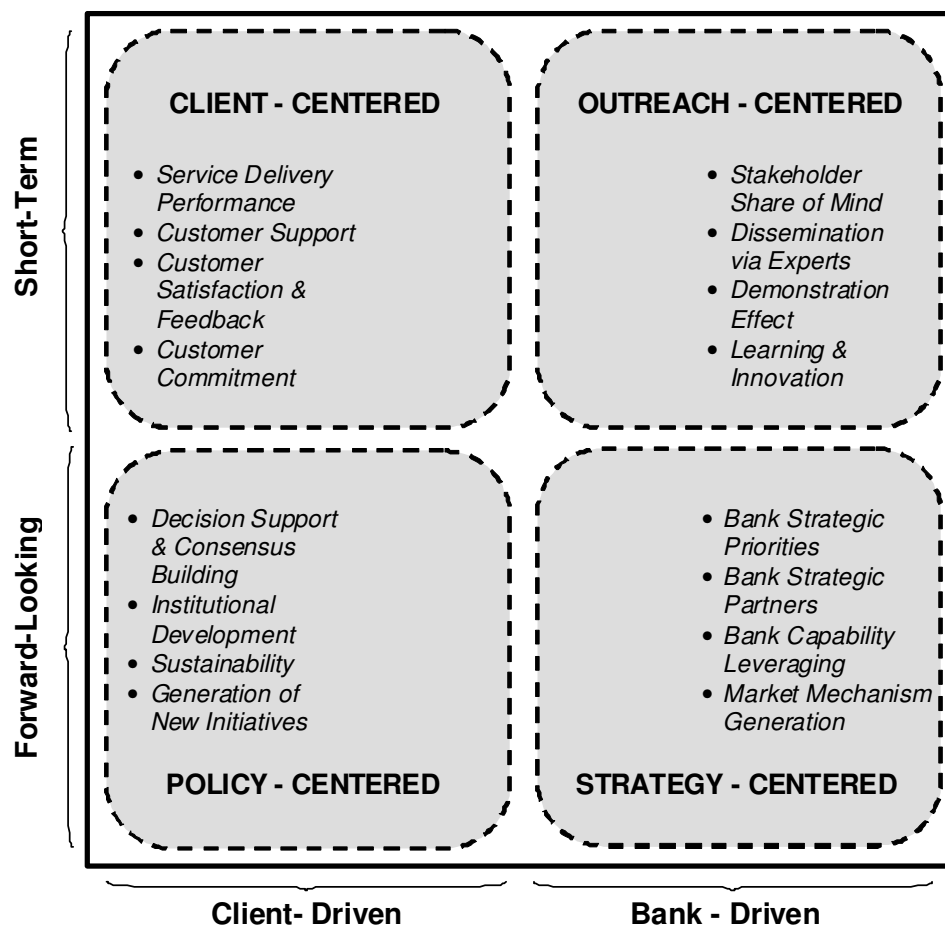 Short-Term
CLIENT - CENTERED
• Service Delivery
Performance
• Customer Support
• Customer
Satisfaction &
Feedback
• Customer
Commitment
OUTREACH - CENTERED
• Stakeholder
Share of Mind
• Dissemination
via Experts
• Demonstration
Effect
• Learning &
Innovation
Forward-Looking
• Decision Support
& Consensus
Building
• Institutional
Development
• Sustainability
• Generation of
New Initiatives
POLICY - CENTERED
• Bank Strategic
Priorities
• Bank Strategic
Partners
• Bank Capability
Leveraging
• Market Mechanism
Generation
STRATEGY - CENTERED
Client- Driven
Bank - Driven